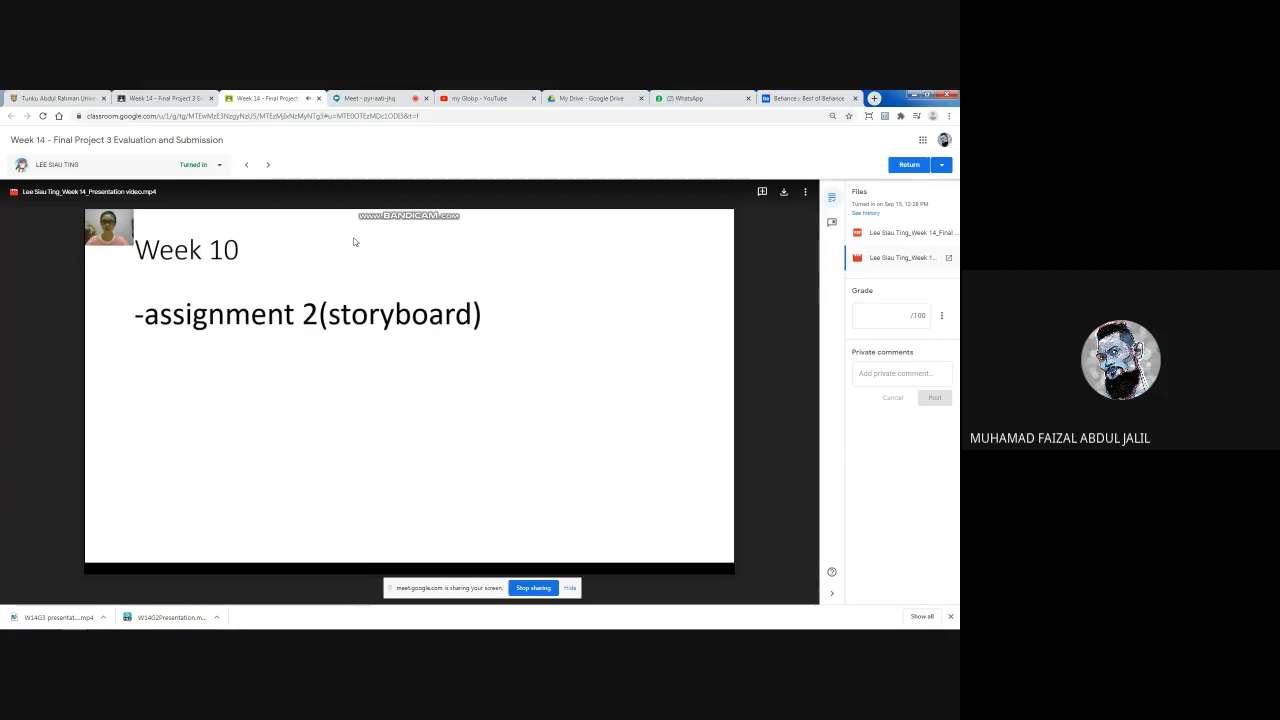 Tunku Abdul Rahman Univer
Week 14 - Final Project 3 Ev
Week 14 - Final Project
Meet - pyr-aati-jhq
my Globp - YouTube
My Drive - Google Drive
(2) WhatsApp
Behance :: Best of Behance
Week 14 - Final Project 3 Evaluation and Submission
LEE SIAU TING
Turned in
Return
Lee Siau Ting_Week 14_Presentation video.mp4
Files
Turned in on Sep 15, 12:28 PM
See history
Lee Siau Ting_Week 14_Final ...
Lee Siau Ting_Week 1...
Grade
/100
Private comments
Add private comment...
Cancel
Post
WWW.BANDICAM.COM
Week 10
-assignment 2(storyboard)
meet.google.com is sharing your screen.
Stop sharing
Hide
W14G3 presentat....mp4
W14G2Presentation.m...
Show all
MUHAMAD FAIZAL ABDUL JALIL